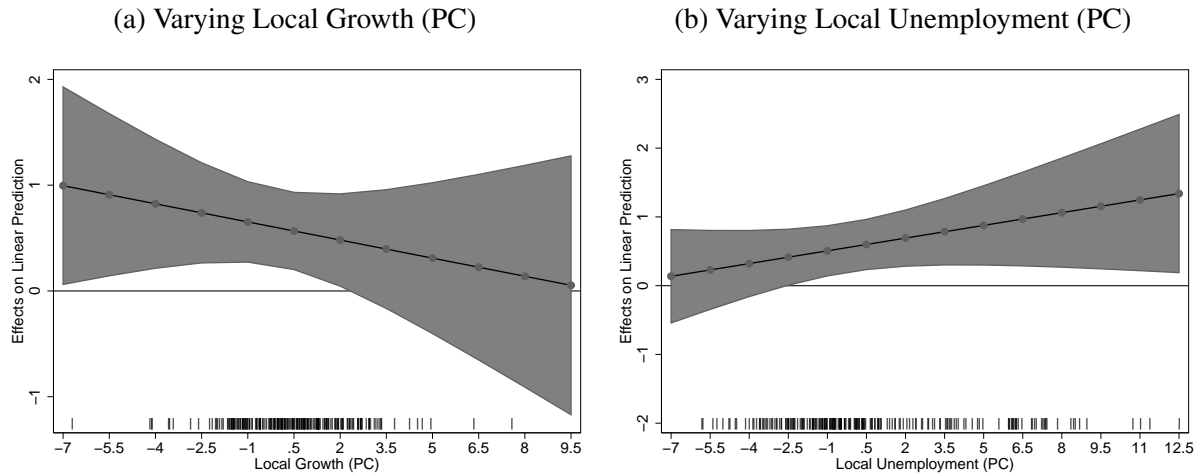 (a) Varying Local Growth (PC)
2
1
0
-1
Effects on Linear Prediction
-7 -5.5 -4 -2.5 -1 .5 2 3.5 5 6.5 8 9.5
Local Growth (PC)
(b) Varying Local Unemployment (PC)
3
2
1
0
-1
-2
Effects on Linear Prediction
-7 -5.5 -4 -2.5 -1 .5 2 3.5 5 6.5 8 9.5 11 12.5
Local Unemployment (PC)